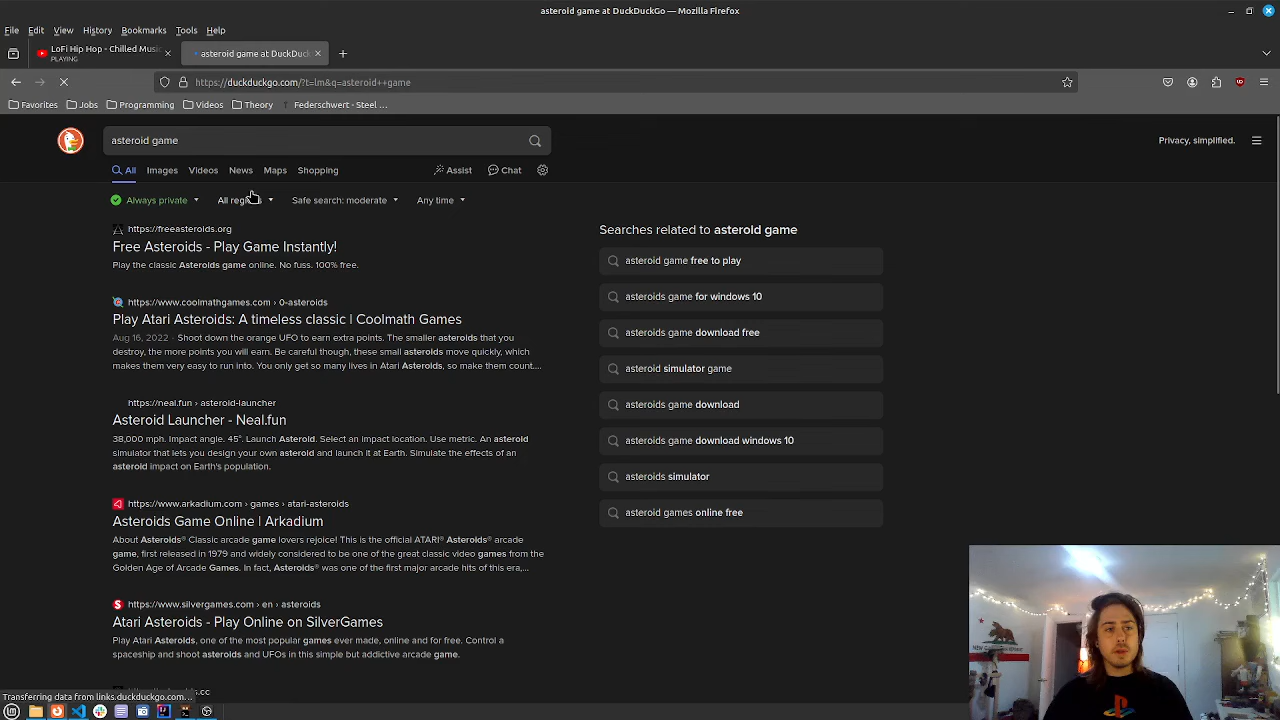 asteroid game at DuckDuckGo — Mozilla Firefox
File Edit View History Bookmarks Tools Help
LoFi Hip Hop - Chilled Music
PLAYING
asteroid game at DuckDuc
https://duckduckgo.com/?t=lm&q=asteroid++game
Favorites Jobs Programming Videos Theory Federschwert - Steel ...
asteroid game
Privacy, simplified.
All Images Videos News Maps Shopping Assist Chat
Always private All regions Safe search: moderate Any time
https://freeasteroids.org
Free Asteroids - Play Game Instantly!
Play the classic Asteroids game online. No fuss. 100% free.
https://www.coolmathgames.com › 0-asteroids
Play Atari Asteroids: A timeless classic | Coolmath Games
Aug 16, 2022 · Shoot down the orange UFO to earn extra points. The smaller asteroids that you
destroy, the more points you will earn. Be careful though, these small asteroids move quickly, which
makes them very easy to run into. You only get so many lives in Atari Asteroids, so make them count....
https://neal.fun › asteroid-launcher
Asteroid Launcher - Neal.fun
38,000 mph. Impact angle. 45°. Launch Asteroid. Select an Impact location. Use metric. An asteroid
simulator that lets you design your own asteroid and launch it at Earth. Simulate the effects of an
asteroid impact on Earth's population.
https://www.arkadium.com › games › atari-asteroids
Asteroids Game Online | Arkadium
About Asteroids® Classic arcade game lovers rejoice! This is the official ATARI® Asteroids® arcade
game, first released in 1979 and widely considered to be one of the great classic video games from the
Golden Age of Arcade Games. In fact, Asteroids® was one of the first major arcade hits of this era,...
https://www.silvergames.com › en › asteroids
Atari Asteroids - Play Online on SilverGames
Play Atari Asteroids, one of the most popular games ever made, online and for free. Control a
spaceship and shoot asteroids and UFOs in this simple but addictive arcade game.
Searches related to asteroid game
asteroid game free to play
asteroids game for windows 10
asteroids game download free
asteroid simulator game
asteroids game download
asteroids game download windows 10
asteroids simulator
asteroid games online free
Transferring data from links.duckduckgo.com...